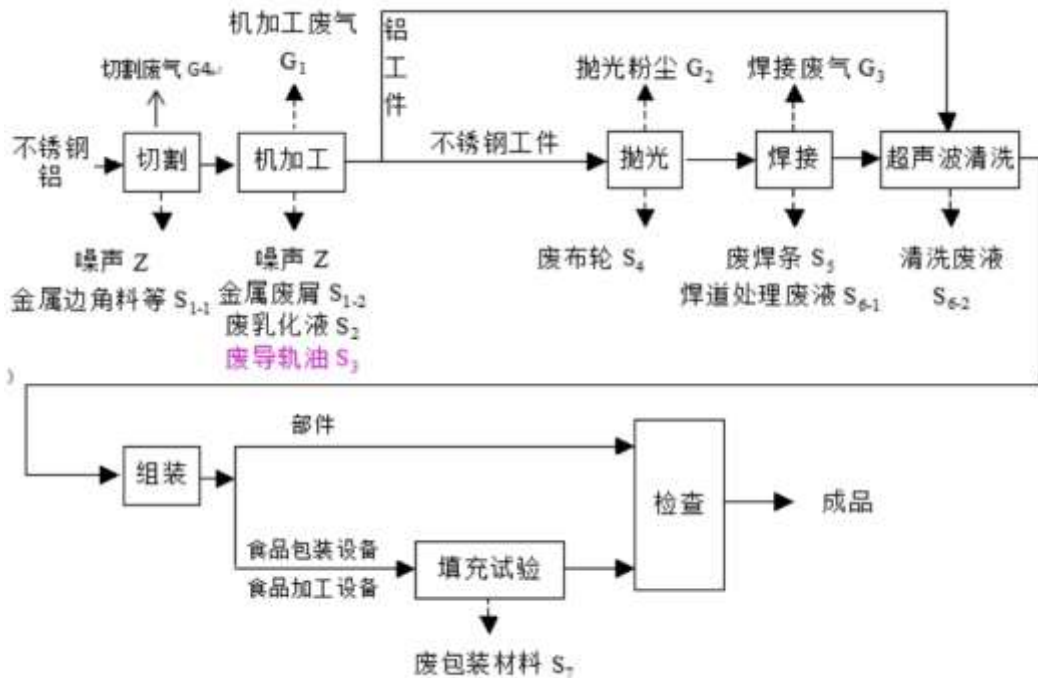 机加工废气
G₁
切割废气 G4
铝工件
抛光粉尘 G₂
焊接废气 G₃
不锈钢
铝
切割
机加工
不锈钢工件
抛光
焊接
超声波清洗
噪声 Z
金属边角料等 S₁₋₁
噪声 Z
金属废屑 S₁₋₂
废乳化液 S₂
废导轨油 S₃
废布轮 S₄
废焊条 S₅
焊道处理废液 S₆₋₁
清洗废液
S₆₋₂
部件
组装
检查
成品
食品包装设备
食品加工设备
填充试验
废包装材料 S₇